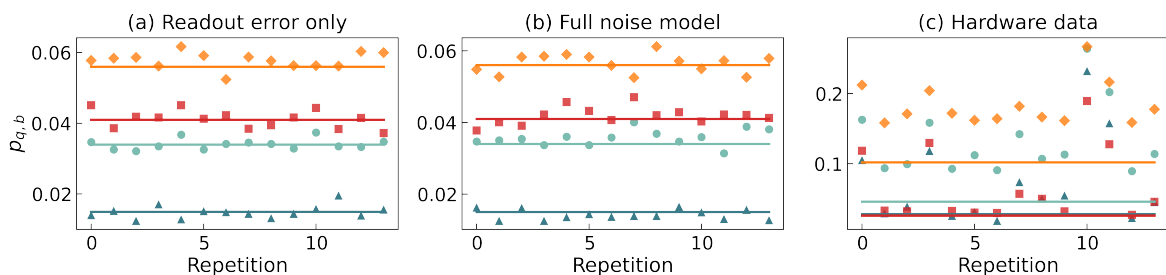 (a) Readout error only
(b) Full noise model
(c) Hardware data
p_{q,b}
0.06
0.04
0.02
0 5 10
Repetition
0.06
0.04
0.02
0 5 10
Repetition
0.2
0.1
0 5 10
Repetition